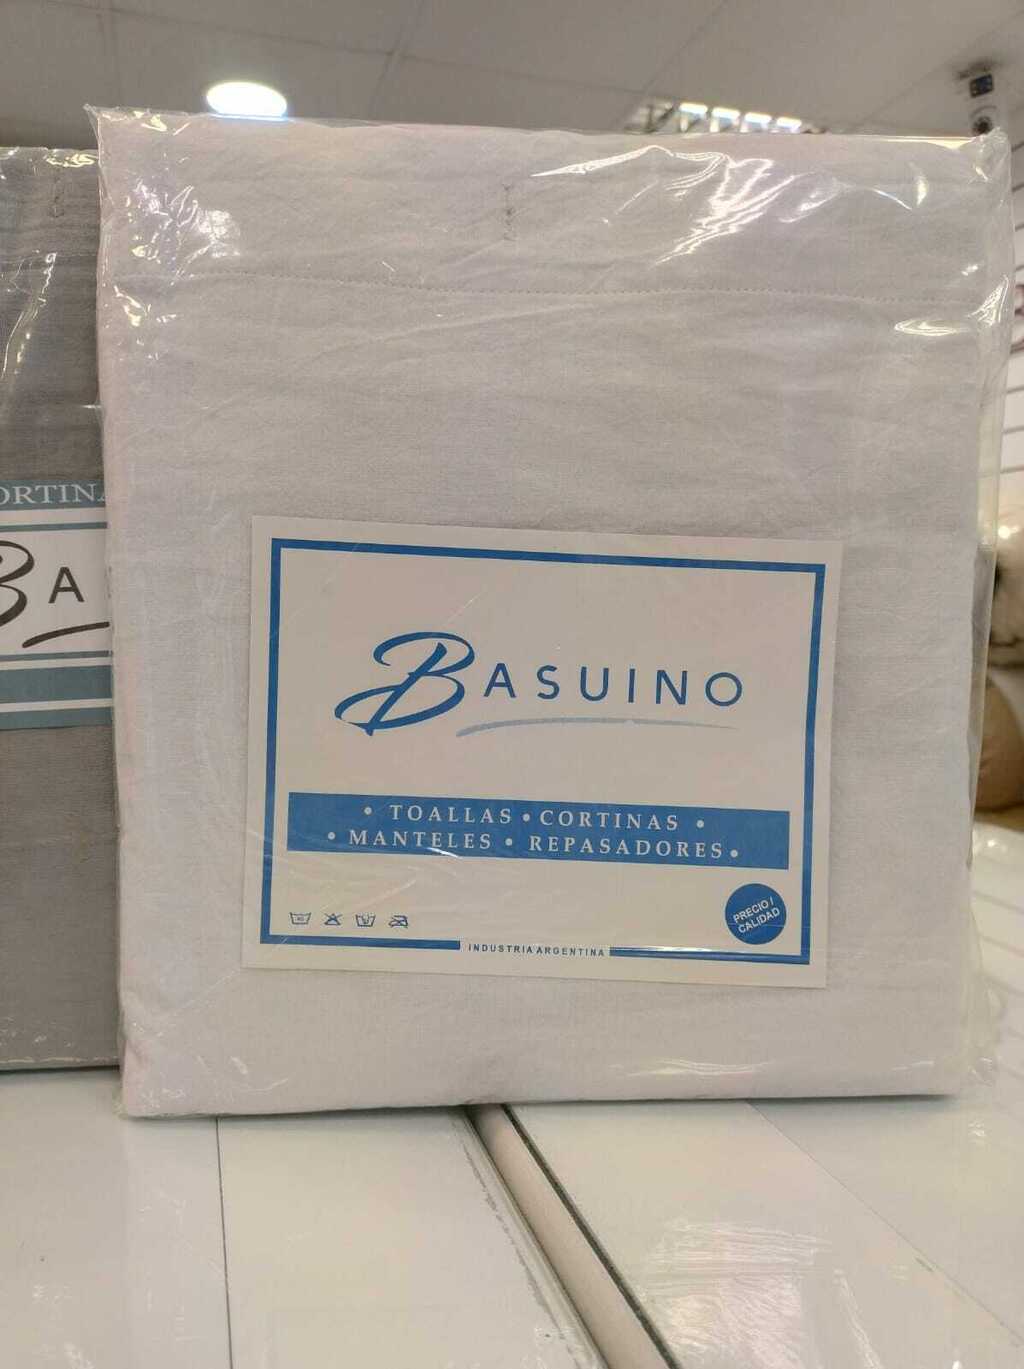 BASUINO
• TOALLAS • CORTINAS •
• MANTELES • REPASADORES •
PRECIO /
CALIDAD
INDUSTRIA ARGENTINA
ORTINA
BA